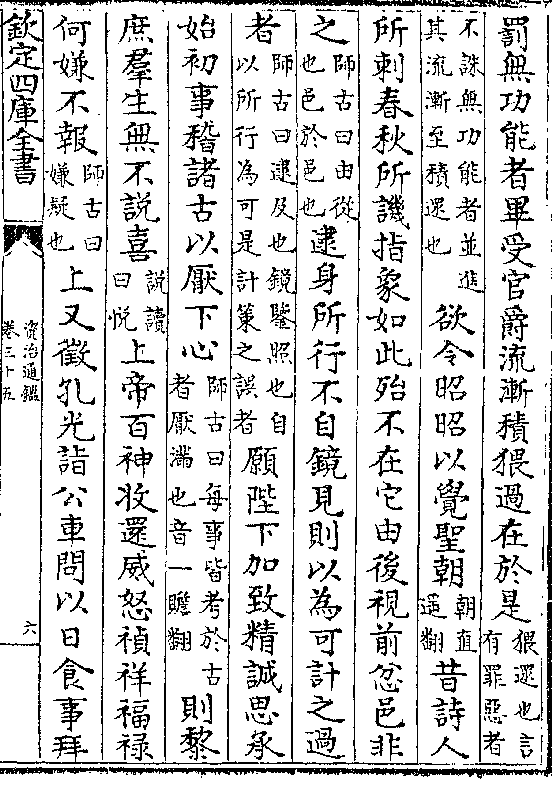 罰無功能者畢受官爵流漸積猥過在於是猥還也言有罪惡者
不誅無功能者並進其流漸至積還也欲令昭昭以覺聖朝朝直遥翻昔詩人
所刺春秋所譏指象如此殆不在它由後視前忿邑非
之師古曰由從也邑於邑也逮身所行不自鏡見則以為可計之過
者師古曰逮及也鏡鑒照也自以所行為可是計策之誤者願陛下加致精誠思承
始初事稽諸古以厭下心師古曰每事皆考於古者厭滿也音一贍翻則黎
庶羣生無不說喜說讀曰悅上帝百神收還威怒禎祥福禄
何嫌不報師古曰嫌疑也上又徵孔光詣公車問以日食事拜
欽定四庫全書
資治通鑑
卷三十五
六